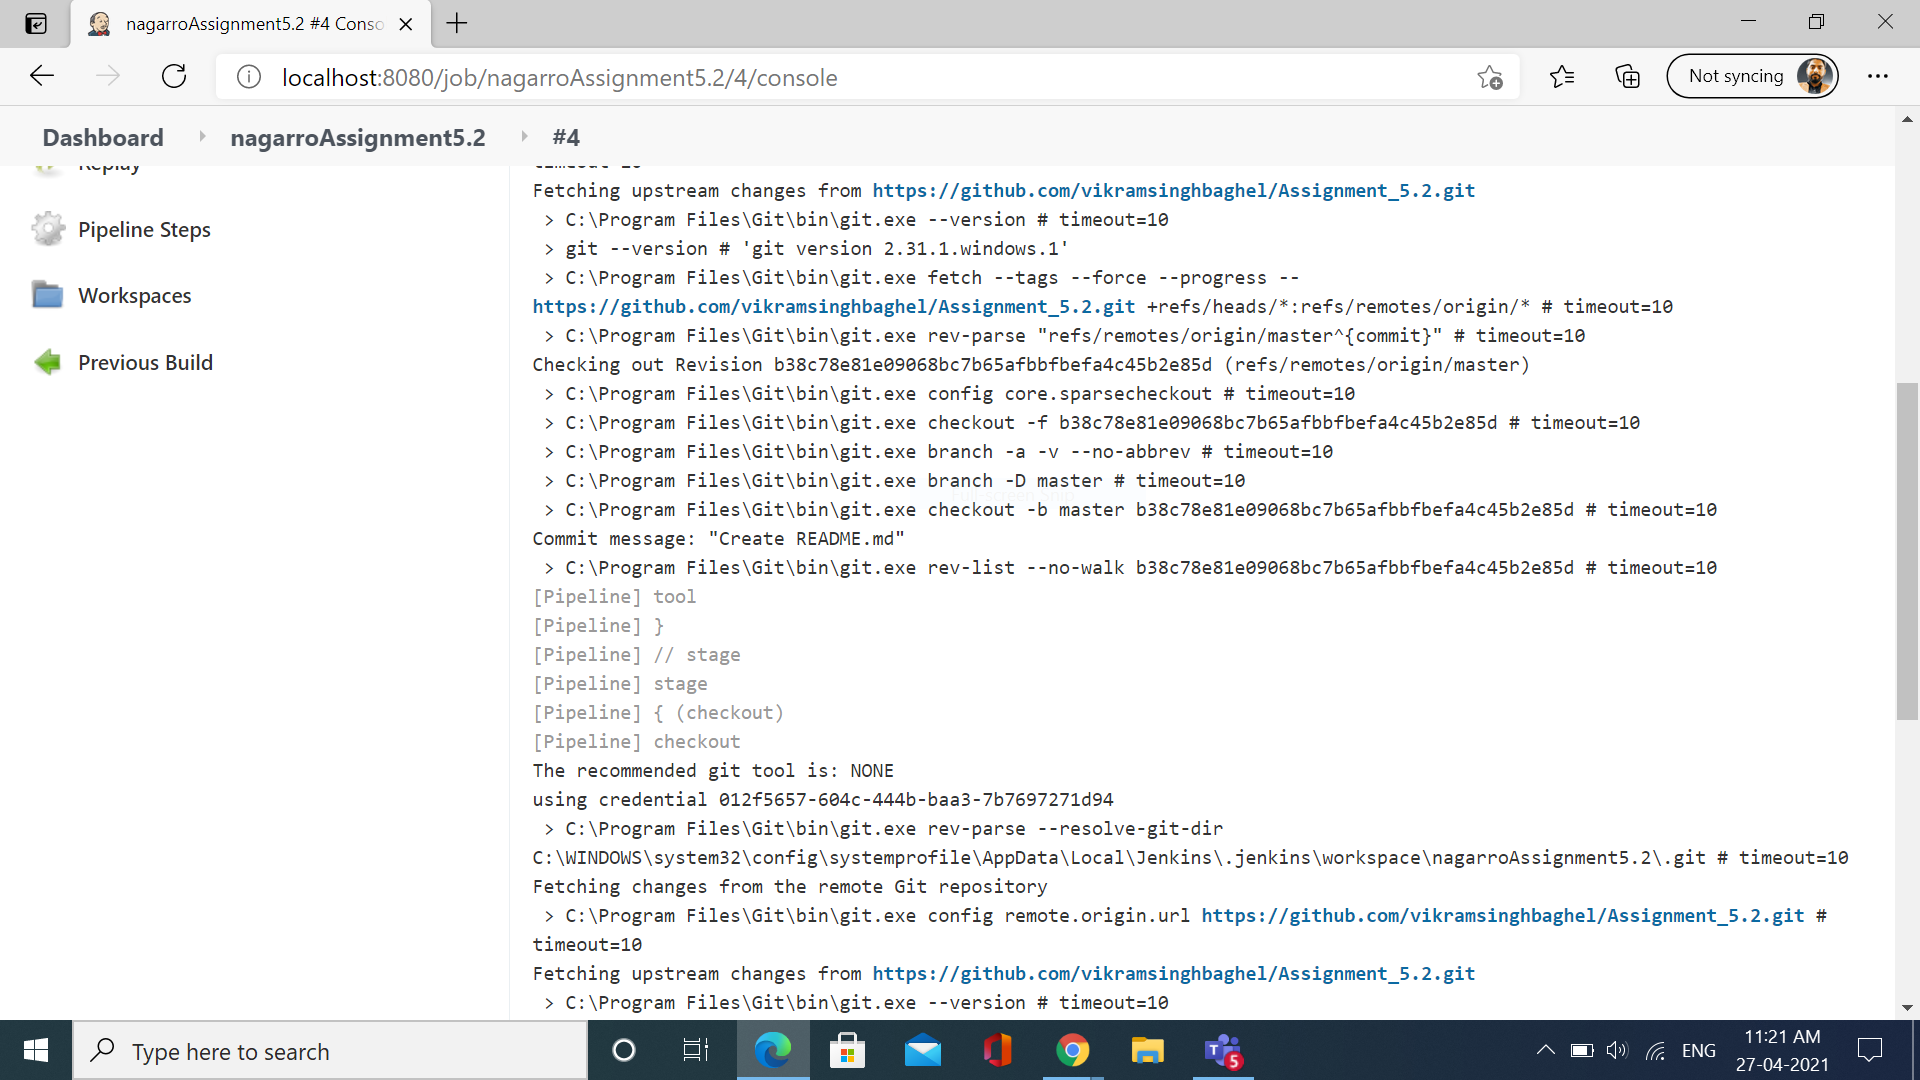 nagarroAssignment5.2 #4 Conso
localhost:8080/job/nagarroAssignment5.2/4/console
Not syncing
Dashboard
nagarroAssignment5.2
#4
Replay
Pipeline Steps
Workspaces
Previous Build
timeout=10
Fetching upstream changes from https://github.com/vikramsinghbaghel/Assignment_5.2.git
> C:\Program Files\Git\bin\git.exe --version # timeout=10
> git --version # 'git version 2.31.1.windows.1'
> C:\Program Files\Git\bin\git.exe fetch --tags --force --progress --
https://github.com/vikramsinghbaghel/Assignment_5.2.git +refs/heads/*:refs/remotes/origin/* # timeout=10
> C:\Program Files\Git\bin\git.exe rev-parse "refs/remotes/origin/master^{commit}" # timeout=10
Checking out Revision b38c78e81e09068bc7b65afbbfbefa4c45b2e85d (refs/remotes/origin/master)
> C:\Program Files\Git\bin\git.exe config core.sparsecheckout # timeout=10
> C:\Program Files\Git\bin\git.exe checkout -f b38c78e81e09068bc7b65afbbfbefa4c45b2e85d # timeout=10
> C:\Program Files\Git\bin\git.exe branch -a -v --no-abbrev # timeout=10
> C:\Program Files\Git\bin\git.exe branch -D master # timeout=10
Full-screen Snip
> C:\Program Files\Git\bin\git.exe checkout -b master b38c78e81e09068bc7b65afbbfbefa4c45b2e85d # timeout=10
Commit message: "Create README.md"
> C:\Program Files\Git\bin\git.exe rev-list --no-walk b38c78e81e09068bc7b65afbbfbefa4c45b2e85d # timeout=10
[Pipeline] tool
[Pipeline] }
[Pipeline] // stage
[Pipeline] stage
[Pipeline] { (checkout)
[Pipeline] checkout
The recommended git tool is: NONE
using credential 012f5657-604c-444b-baa3-7b7697271d94
> C:\Program Files\Git\bin\git.exe rev-parse --resolve-git-dir
C:\WINDOWS\system32\config\systemprofile\AppData\Local\Jenkins\.jenkins\workspace\nagarroAssignment5.2\.git # timeout=10
Fetching changes from the remote Git repository
> C:\Program Files\Git\bin\git.exe config remote.origin.url https://github.com/vikramsinghbaghel/Assignment_5.2.git #
timeout=10
Fetching upstream changes from https://github.com/vikramsinghbaghel/Assignment_5.2.git
> C:\Program Files\Git\bin\git.exe --version # timeout=10
Type here to search
T
5
ENG
11:21 AM
27-04-2021